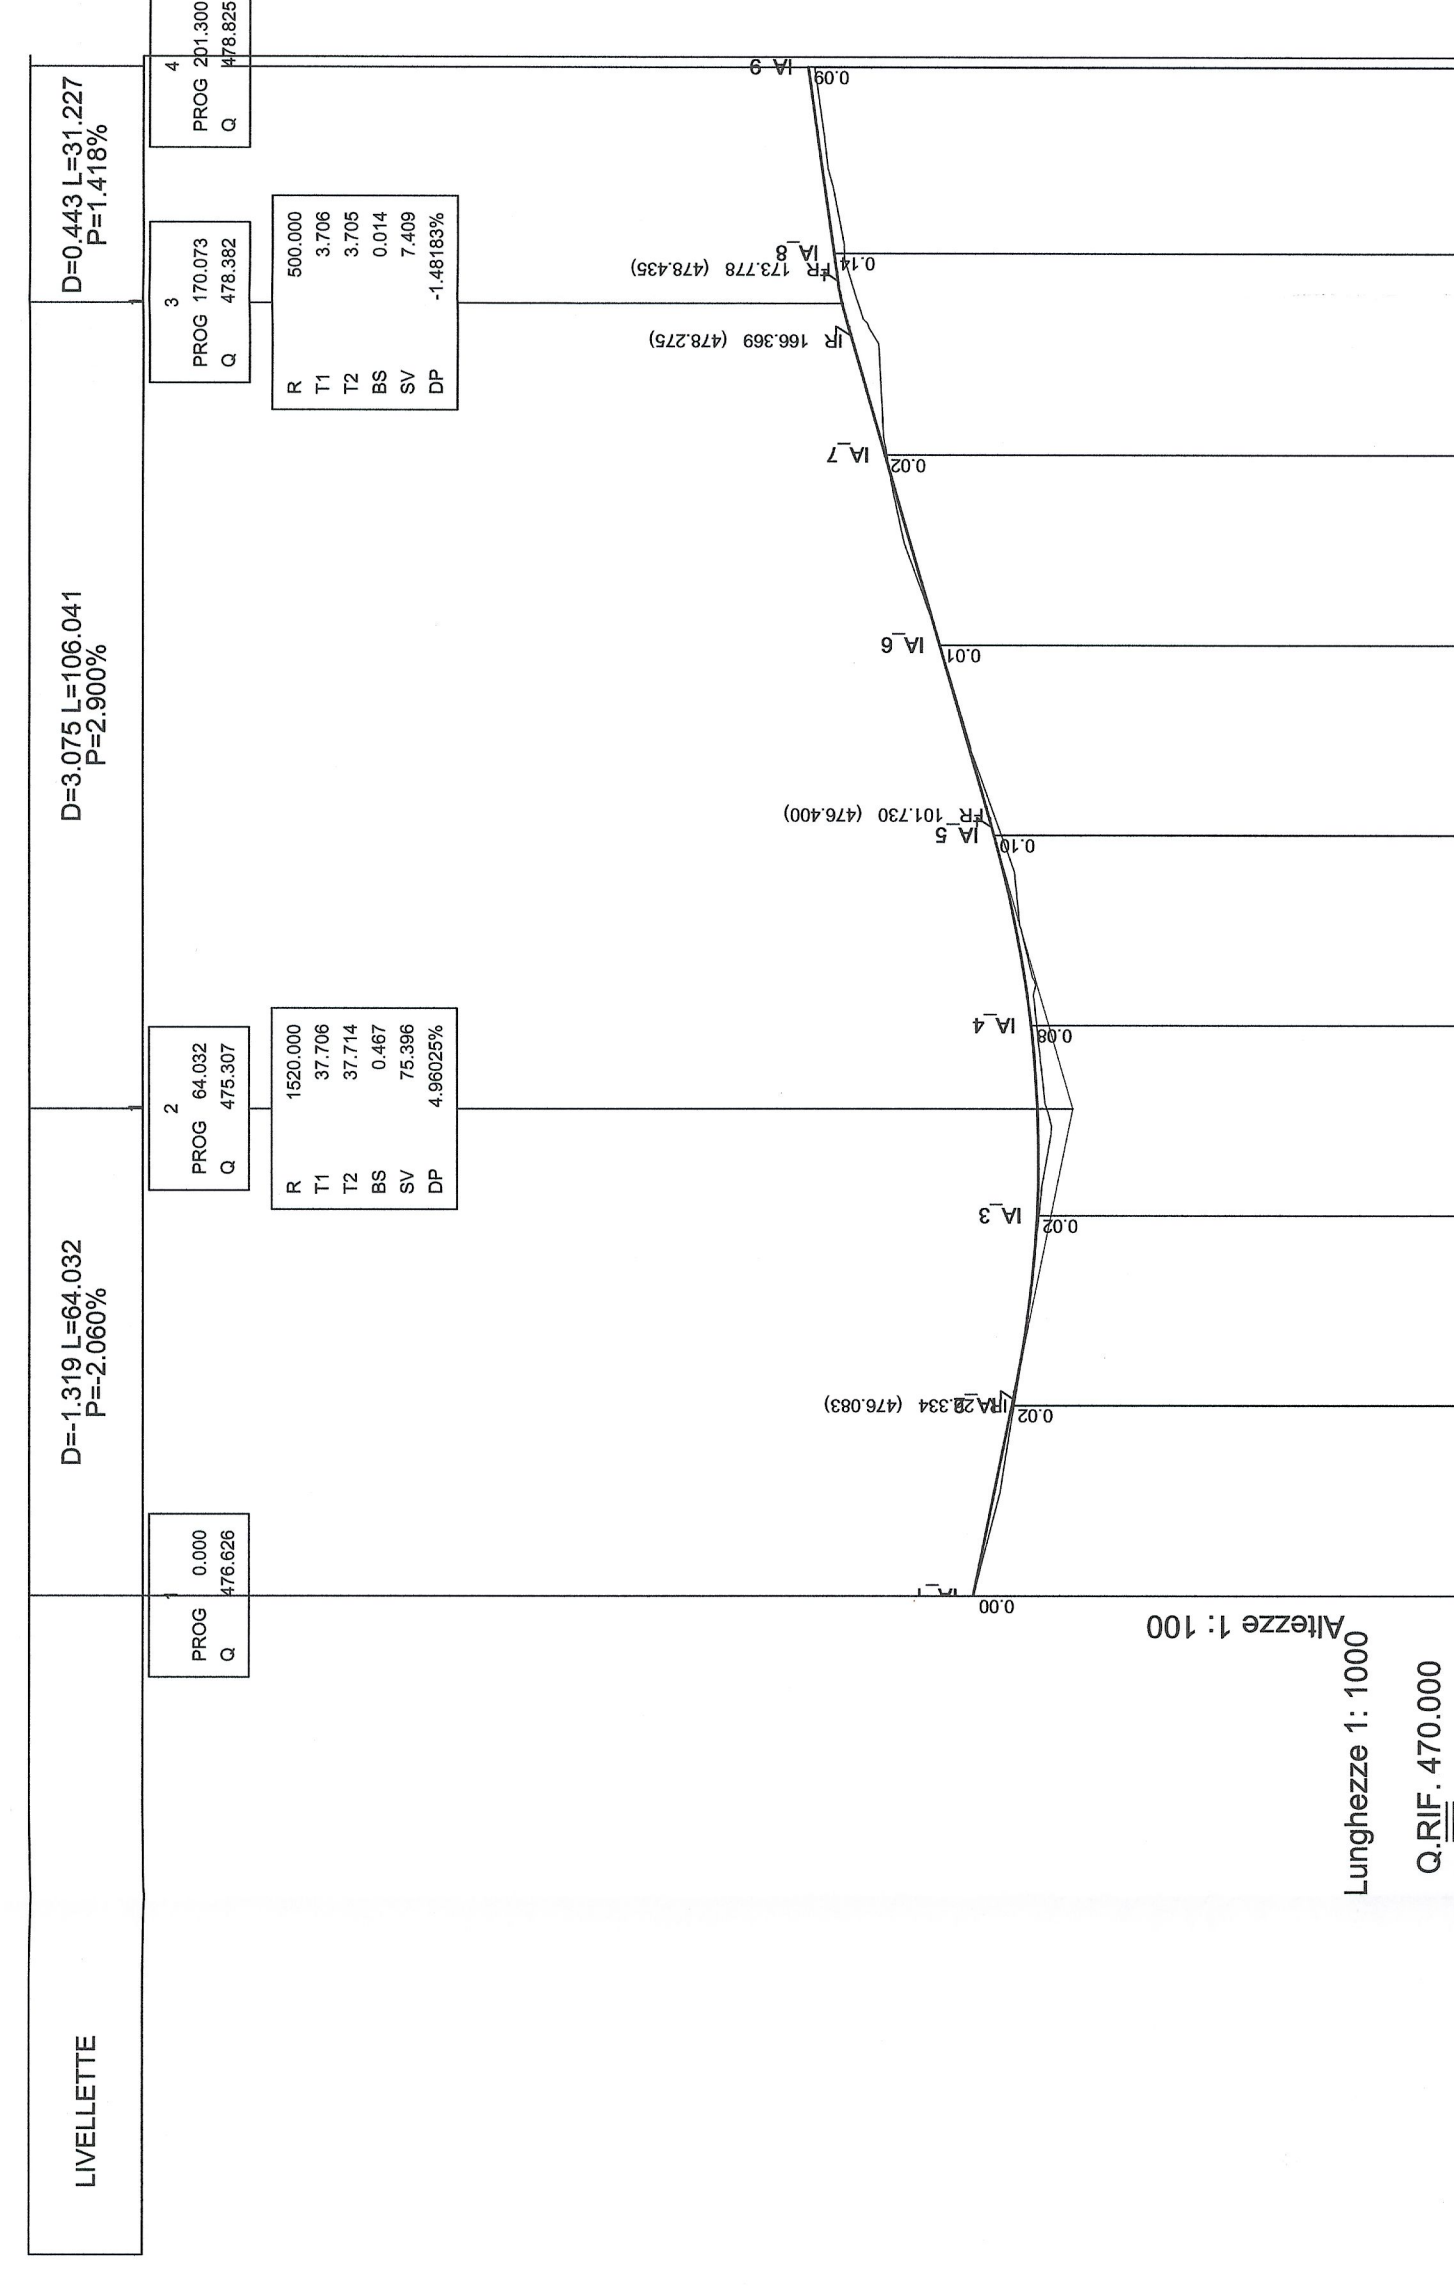 LIVELLETTE
D=-1.319 L=64.032
P=-2.060%
D=3.075 L=106.041
P=2.900%
D=0.443 L=31.227
P=1.418%
1
PROG 0.000
Q 476.626
2
PROG 64.032
Q 475.307
3
PROG 170.073
Q 478.382
4
PROG 201.300
Q 478.825
R 1520.000
T1 37.706
T2 37.714
BS 0.467
SV 75.396
DP 4.96025%
R 500.000
T1 3.706
T2 3.705
BS 0.014
SV 7.409
DP -1.48183%
0.00
.334 (476.083)
0.02
IA_3
0.02
IA_4
0.08
IA_5
FR 101.730 (476.400)
0.10
IA_6
0.01
IA_7
0.02
IR 166.369 (478.275)
FR 173.778 (478.435)
IA_8
0.14
IA_9
0.09
Altezze 1: 100
Lunghezze 1: 1000
Q.RIF. 470.000